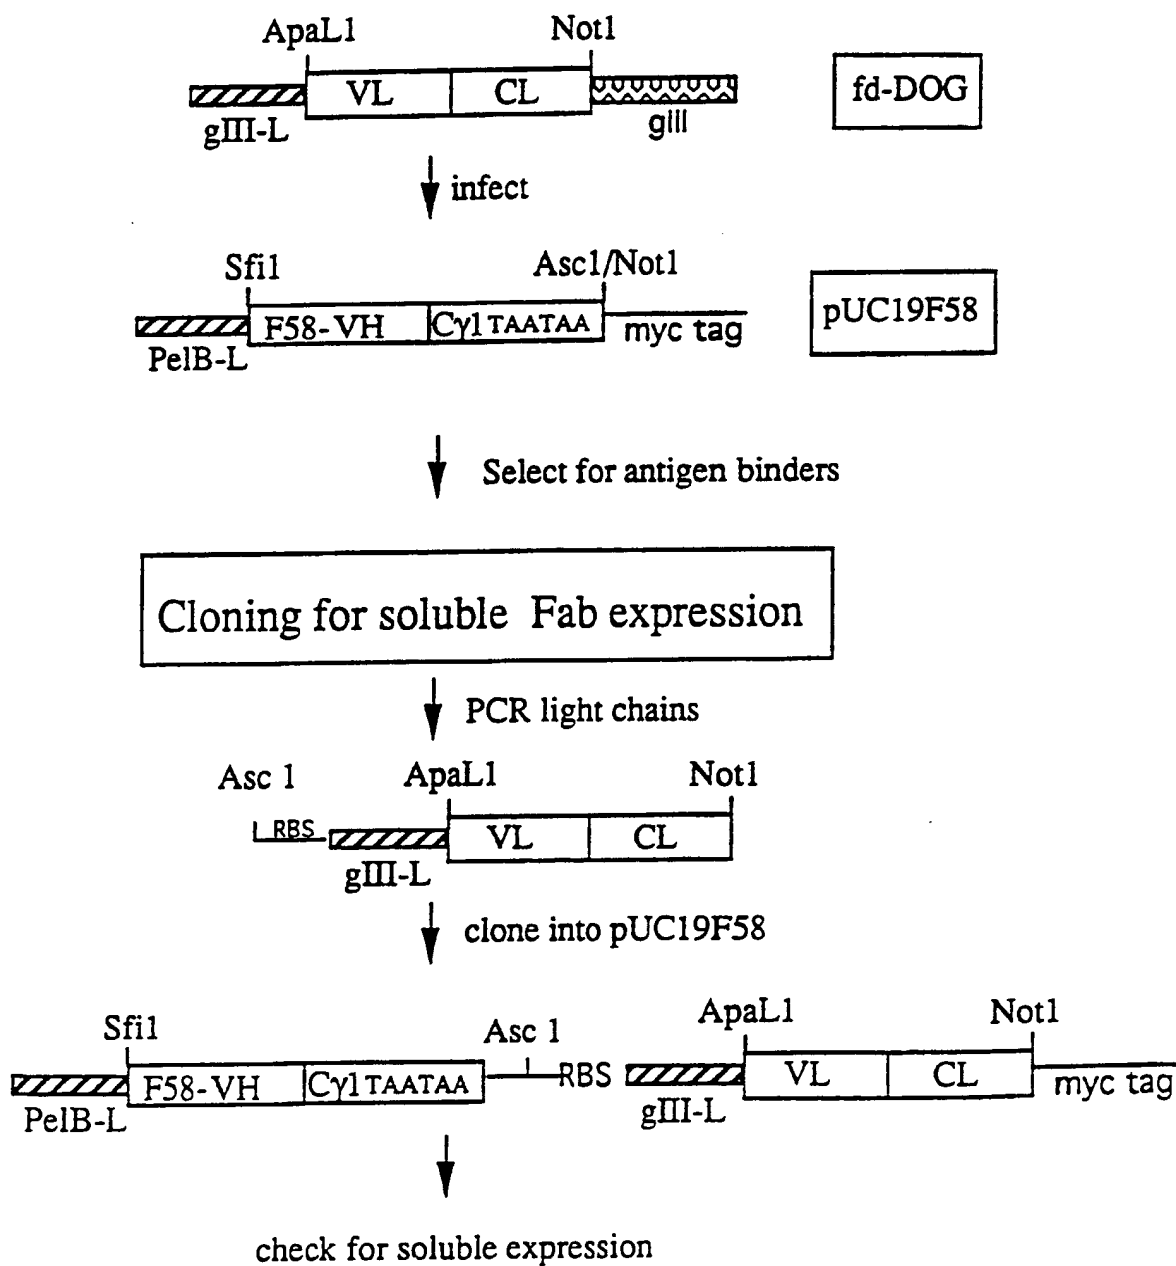 ApaL1 Not1
VL CL
fd-DOG
gIII-L gIII
infect
Sfi1 Asc1/Not1
F58-VH Cγ1 TAATAA
myc tag
pUC19F58
PelB-L
Select for antigen binders
Cloning for soluble Fab expression
PCR light chains
Asc 1 ApaL1 Not1
RBS VL CL
gIII-L
clone into pUC19F58
Sfi1 Asc 1 ApaL1 Not1
F58-VH Cγ1 TAATAA RBS VL CL
myc tag
PelB-L gIII-L
check for soluble expression